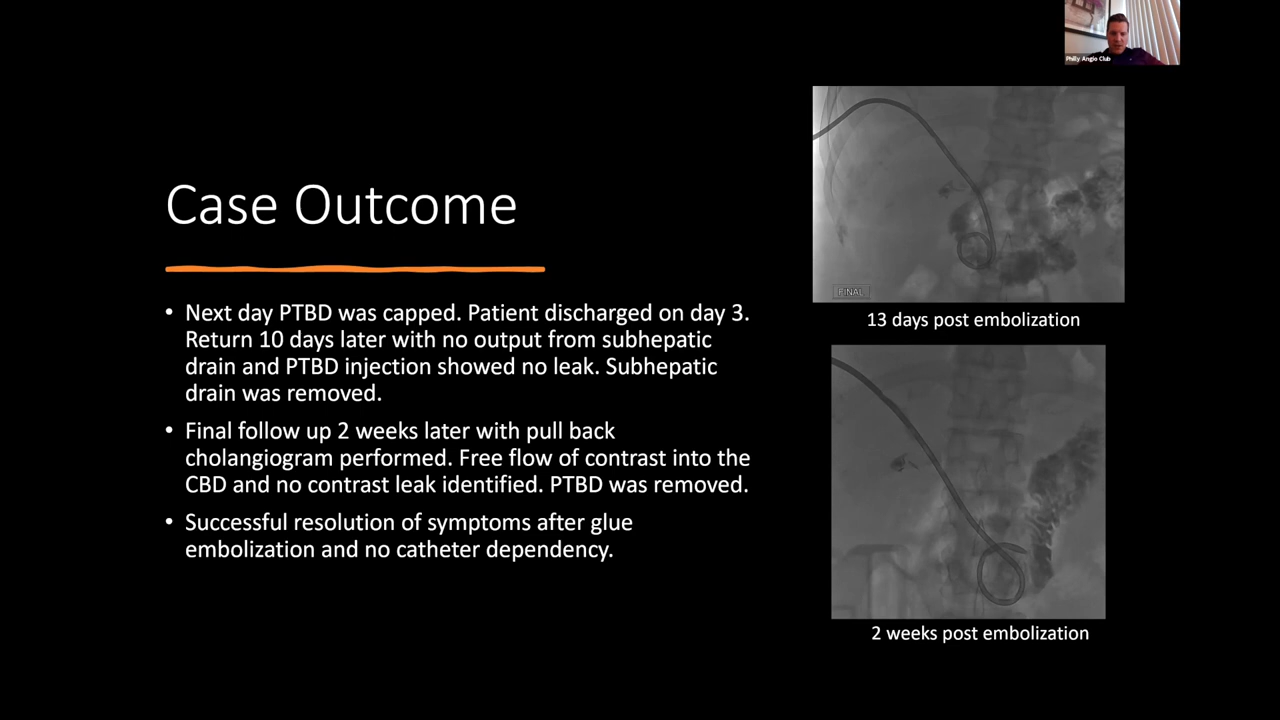 Philly Angio Club
Case Outcome
• Next day PTBD was capped. Patient discharged on day 3.
Return 10 days later with no output from subhepatic
drain and PTBD injection showed no leak. Subhepatic
drain was removed.
• Final follow up 2 weeks later with pull back
cholangiogram performed. Free flow of contrast into the
CBD and no contrast leak identified. PTBD was removed.
• Successful resolution of symptoms after glue
embolization and no catheter dependency.
FINAL
13 days post embolization
2 weeks post embolization